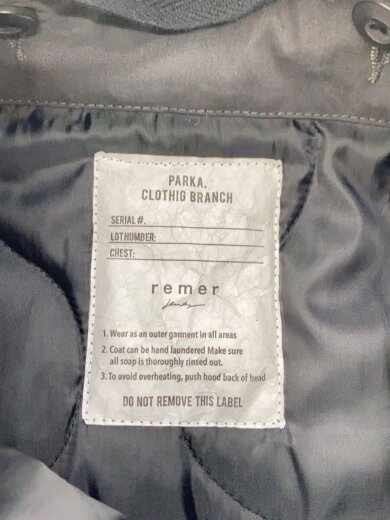 PARKA,
CLOTHIG BRANCH
SERIAL #.
LOTNUMBER:
CHEST:
remer
1. Wear as an outer garment in all areas
2. Coat can be hand laundered Make sure
all soap is thoroughly rinsed out.
3. To avoid overheating, push hood back of head
DO NOT REMOVE THIS LABEL